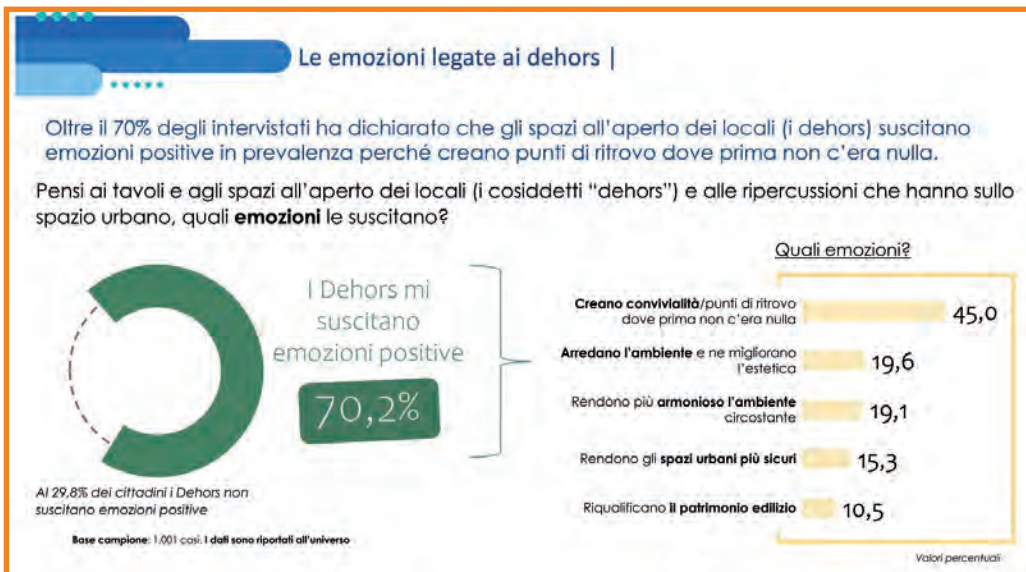 Le emozioni legate ai dehors |
Oltre il 70% degli intervistati ha dichiarato che gli spazi all'aperto dei locali (i dehors) suscitano
emozioni positive in prevalenza perché creano punti di ritrovo dove prima non c'era nulla.
Pensi ai tavoli e agli spazi all'aperto dei locali (i cosiddetti "dehors") e alle ripercussioni che hanno sullo
spazio urbano, quali emozioni le suscitano?
I Dehors mi
suscitano
emozioni positive
70,2%
Al 29,8% dei cittadini i Dehors non
suscitano emozioni positive
Base campione: 1.001 casi. I dati sono riportati all'universo
Quali emozioni?
Creano convivialità/punti di ritrovo
dove prima non c'era nulla
45,0
Arredano l'ambiente e ne migliorano
l'estetica
19,6
Rendono più armonioso l'ambiente
circostante
19,1
Rendono gli spazi urbani più sicuri
15,3
Riqualificano il patrimonio edilizio
10,5
Valori percentuali